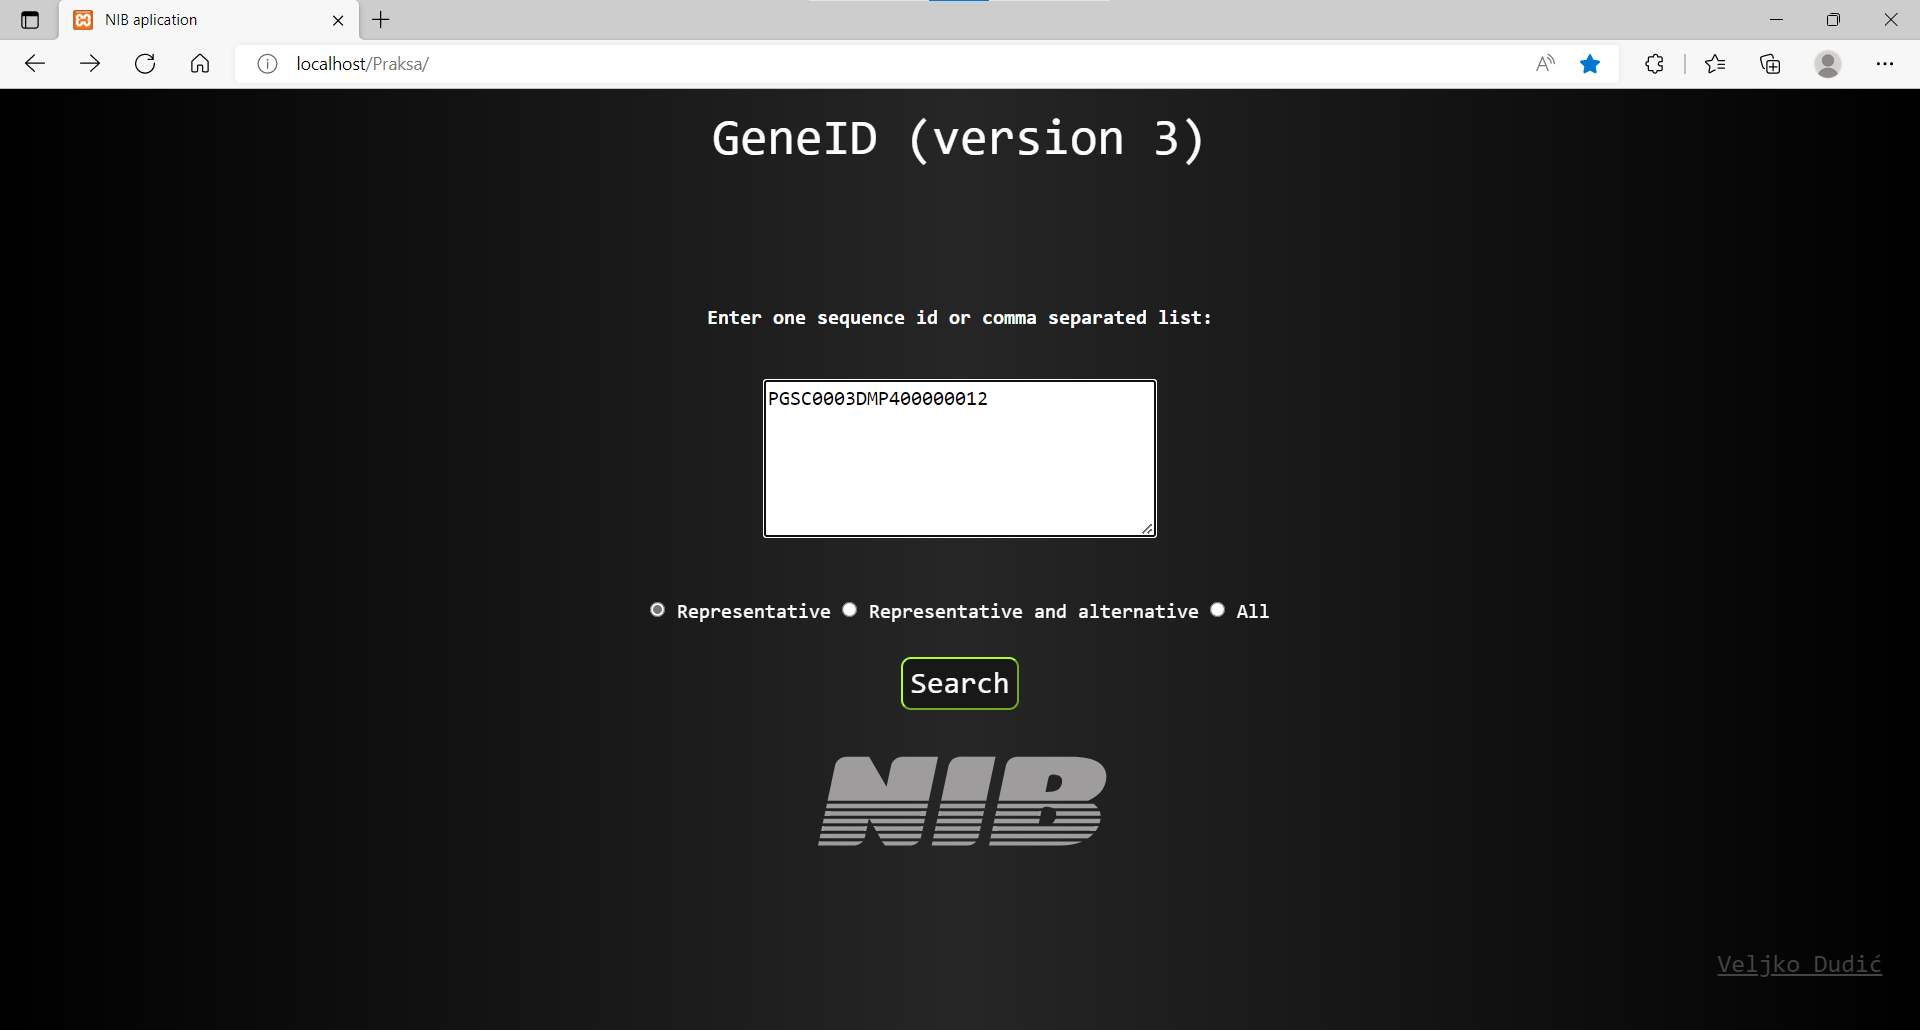 NIB aplication
localhost/Praksa/
GeneID (version 3)
Enter one sequence id or comma separated list:
PGSC0003DMP400000012
Representative Representative and alternative All
Search
NIB
Veljko Dudić